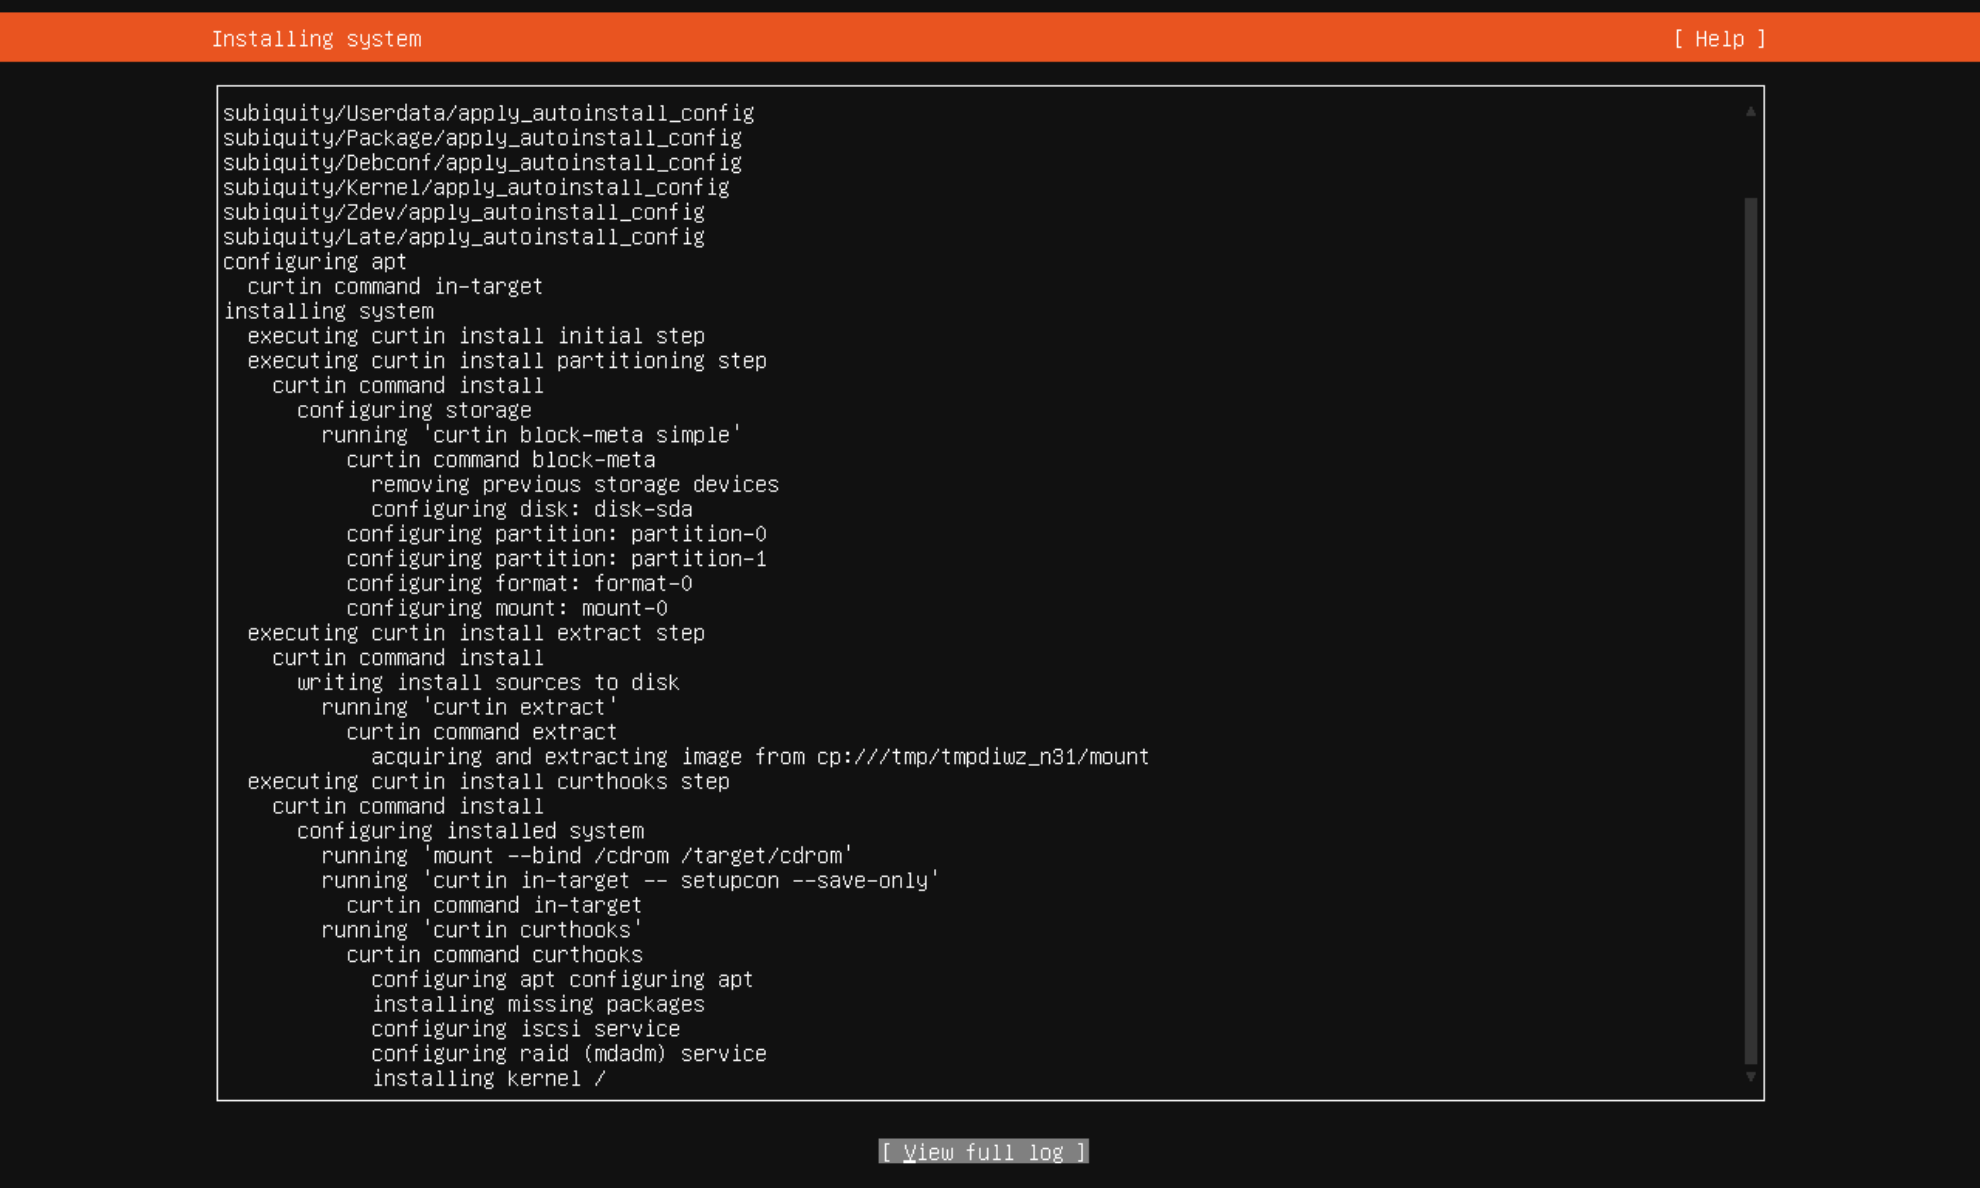 Installing system
[ Help ]
subiquity/Userdata/apply_autoinstall_config
subiquity/Package/apply_autoinstall_config
subiquity/Debconf/apply_autoinstall_config
subiquity/Kernel/apply_autoinstall_config
subiquity/Zdev/apply_autoinstall_config
subiquity/Late/apply_autoinstall_config
configuring apt
  curtin command in-target
installing system
  executing curtin install initial step
  executing curtin install partitioning step
    curtin command install
      configuring storage
        running 'curtin block-meta simple'
          curtin command block-meta
            removing previous storage devices
            configuring disk: disk-sda
          configuring partition: partition-0
          configuring partition: partition-1
          configuring format: format-0
          configuring mount: mount-0
  executing curtin install extract step
    curtin command install
      writing install sources to disk
        running 'curtin extract'
          curtin command extract
            acquiring and extracting image from cp:///tmp/tmpdiwz_n31/mount
  executing curtin install curthooks step
    curtin command install
      configuring installed system
        running 'mount --bind /cdrom /target/cdrom'
        running 'curtin in-target -- setupcon --save-only'
          curtin command in-target
        running 'curtin curthooks'
          curtin command curthooks
            configuring apt configuring apt
            installing missing packages
            configuring iscsi service
            configuring raid (mdadm) service
            installing kernel /
[ View full log ]